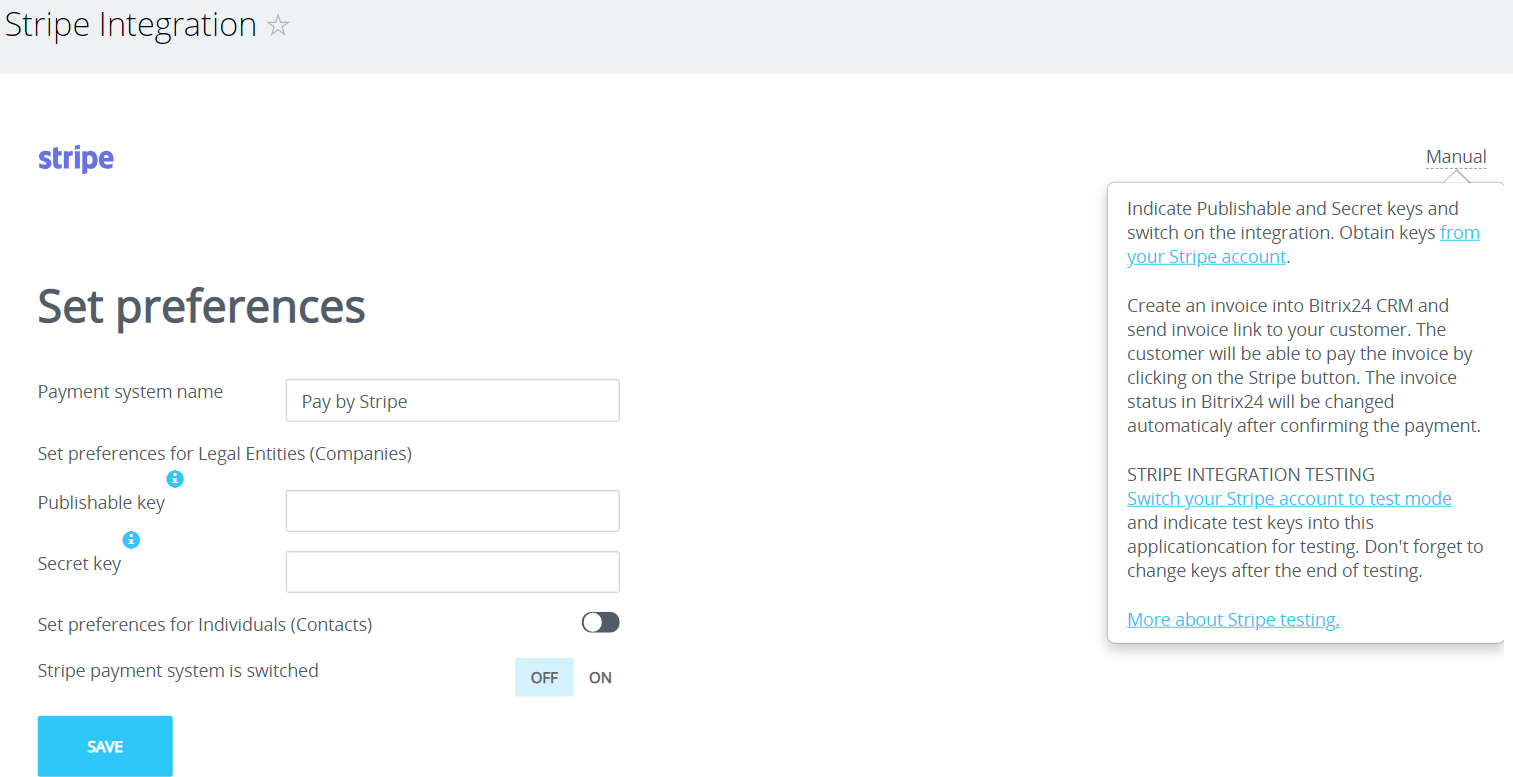 Stripe Integration
stripe
Manual
Indicate Publishable and Secret keys and
switch on the integration. Obtain keys from
your Stripe account.
Create an invoice into Bitrix24 CRM and
send invoice link to your customer. The
customer will be able to pay the invoice by
clicking on the Stripe button. The invoice
status in Bitrix24 will be changed
automaticaly after confirming the payment.
STRIPE INTEGRATION TESTING
Switch your Stripe account to test mode
and indicate test keys into this
applicationcation for testing. Don't forget to
change keys after the end of testing.
More about Stripe testing.
Set preferences
Payment system name
Pay by Stripe
Set preferences for Legal Entities (Companies)
Publishable key
Secret key
Set preferences for Individuals (Contacts)
Stripe payment system is switched
OFF ON
SAVE